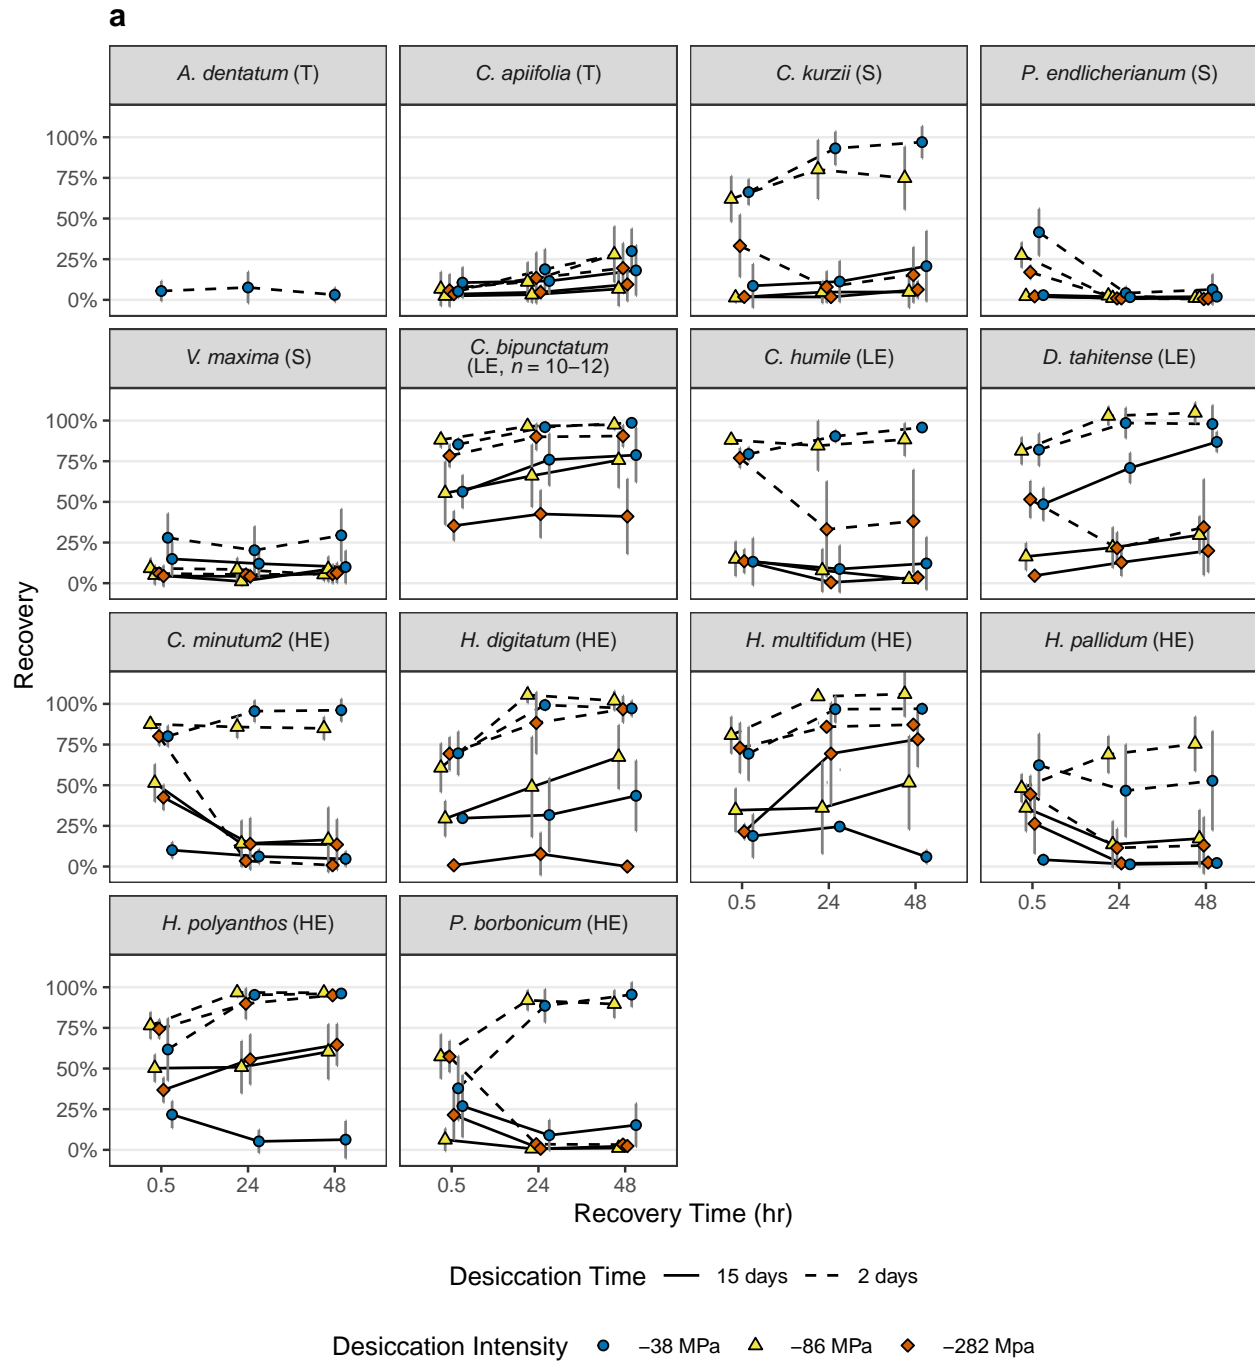 a
A. dentatum (T)
C. apiifolia (T)
C. kurzii (S)
P. endlicherianum (S)
100%
75%
50%
25%
0%
V. maxima (S)
C. bipunctatum
(LE, n = 10–12)
C. humile (LE)
D. tahitense (LE)
100%
75%
50%
25%
0%
Recovery
C. minutum2 (HE)
H. digitatum (HE)
H. multifidum (HE)
H. pallidum (HE)
100%
75%
50%
25%
0%
0.5 24 48
0.5 24 48
H. polyanthos (HE)
P. borbonicum (HE)
100%
75%
50%
25%
0%
0.5 24 48
0.5 24 48
Recovery Time (hr)
Desiccation Time 15 days 2 days
Desiccation Intensity −38 MPa −86 MPa −282 Mpa